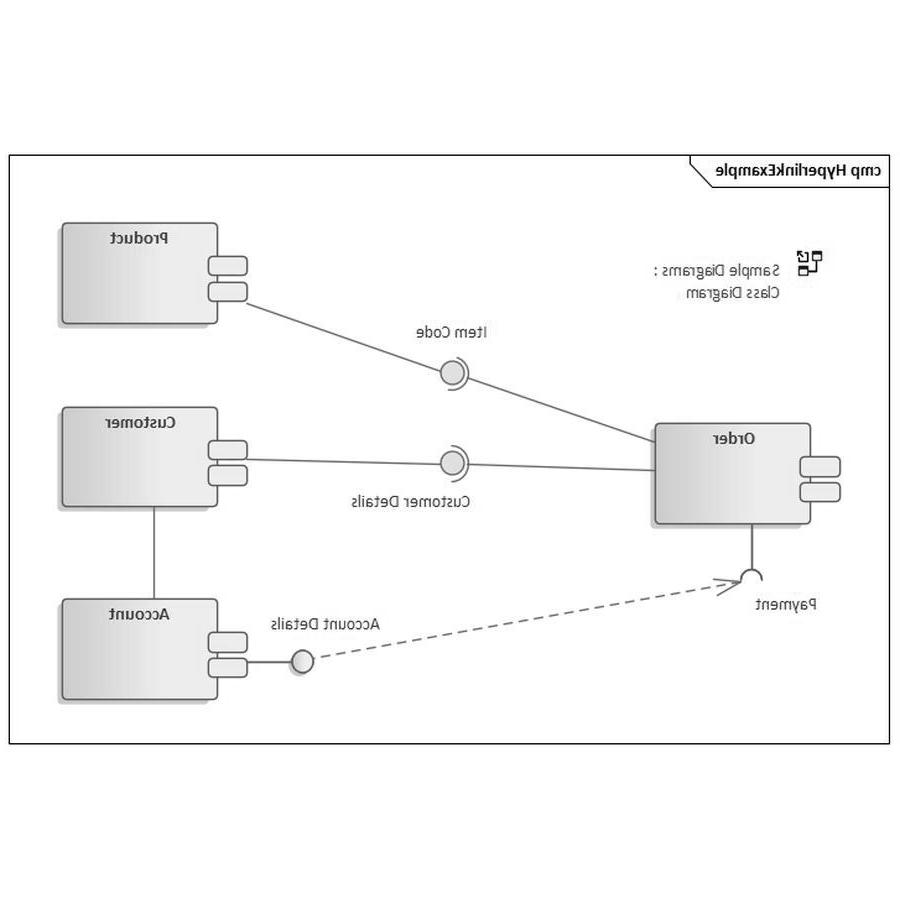 cmp HyperlinkExample
Sample Diagrams :
Class Diagram
Product
Item Code
Customer
Order
Customer Details
Account
Account Details
Payment